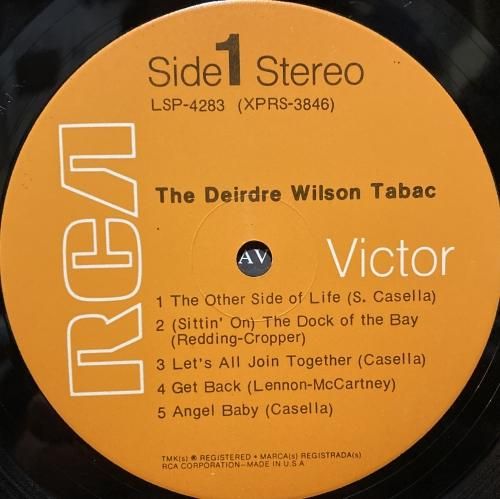 Side 1 Stereo
LSP-4283 (XPRS-3846)
RCA
The Deirdre Wilson Tabac
AV
Victor
1 The Other Side of Life (S. Casella)
2 (Sittin' On) The Dock of the Bay
(Redding-Cropper)
3 Let's All Join Together (Casella)
4 Get Back (Lennon-McCartney)
5 Angel Baby (Casella)
TMK(s) ® REGISTERED • MARCA(s) REGISTRADA(s)
RCA CORPORATION—MADE IN U.S.A